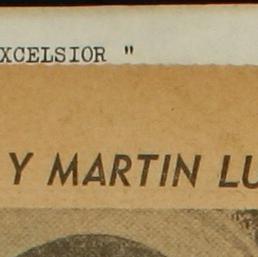 XCELSIOR "
Y MARTIN LU